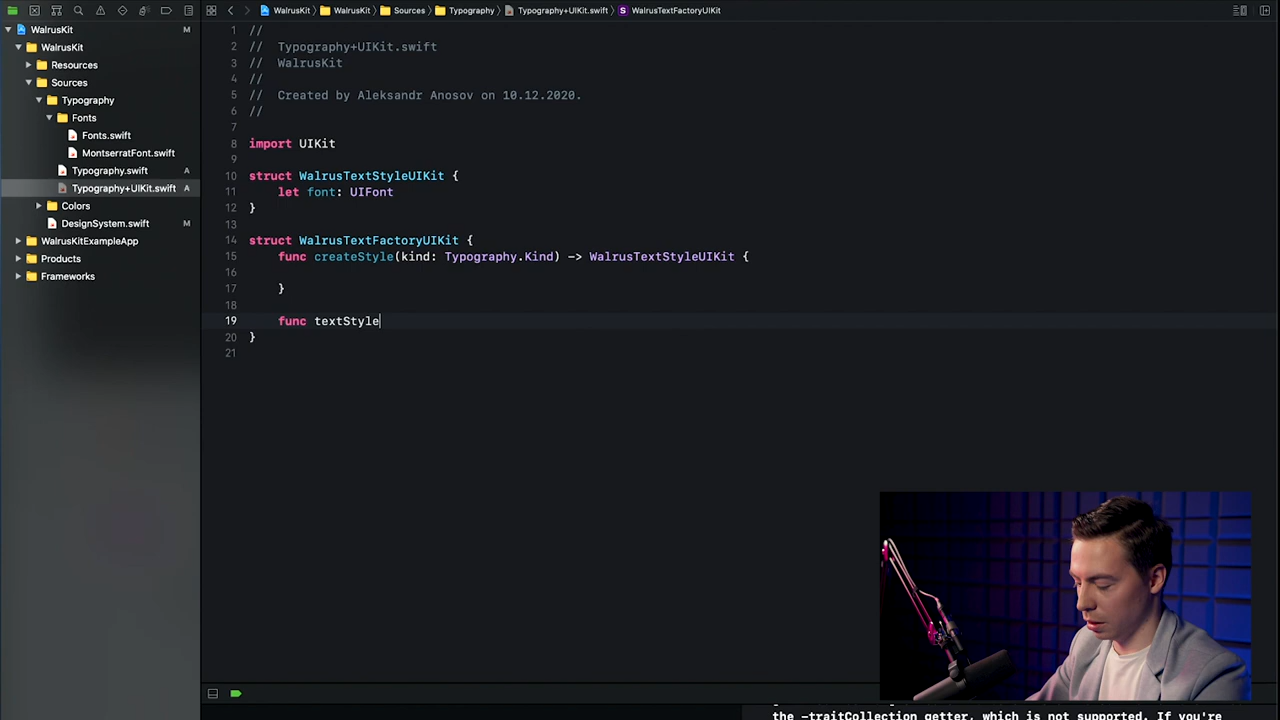 WalrusKit
M
WalrusKit
Resources
Sources
Typography
Fonts
Fonts.swift
MontserratFont.swift
Typography.swift
A
Typography+UIKit.swift
A
Colors
DesignSystem.swift
M
WalrusKitExampleApp
Products
Frameworks
WalrusKit
WalrusKit
Sources
Typography
Typography+UIKit.swift
S
WalrusTextFactoryUIKit
1 //
2 //  Typography+UIKit.swift
3 //  WalrusKit
4 //
5 //  Created by Aleksandr Anosov on 10.12.2020.
6 //
7
8 import UIKit
9
10 struct WalrusTextStyleUIKit {
11     let font: UIFont
12 }
13
14 struct WalrusTextFactoryUIKit {
15     func createStyle(kind: Typography.Kind) -> WalrusTextStyleUIKit {
16
17     }
18
19     func textStyle
20 }
21
the -traitCollection getter, which is not supported. If you're